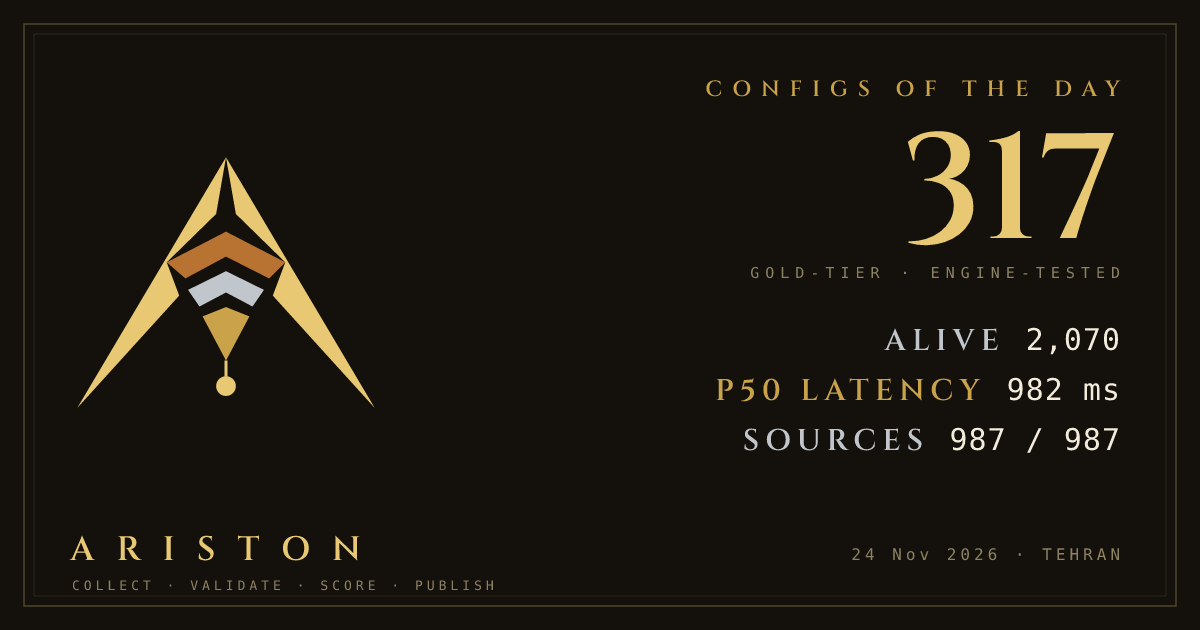 CONFIGS OF THE DAY
317
GOLD-TIER · ENGINE-TESTED
ALIVE 2,070
P50 LATENCY 982 ms
SOURCES 987 / 987
ARISTON
COLLECT · VALIDATE · SCORE · PUBLISH
24 Nov 2026 · TEHRAN